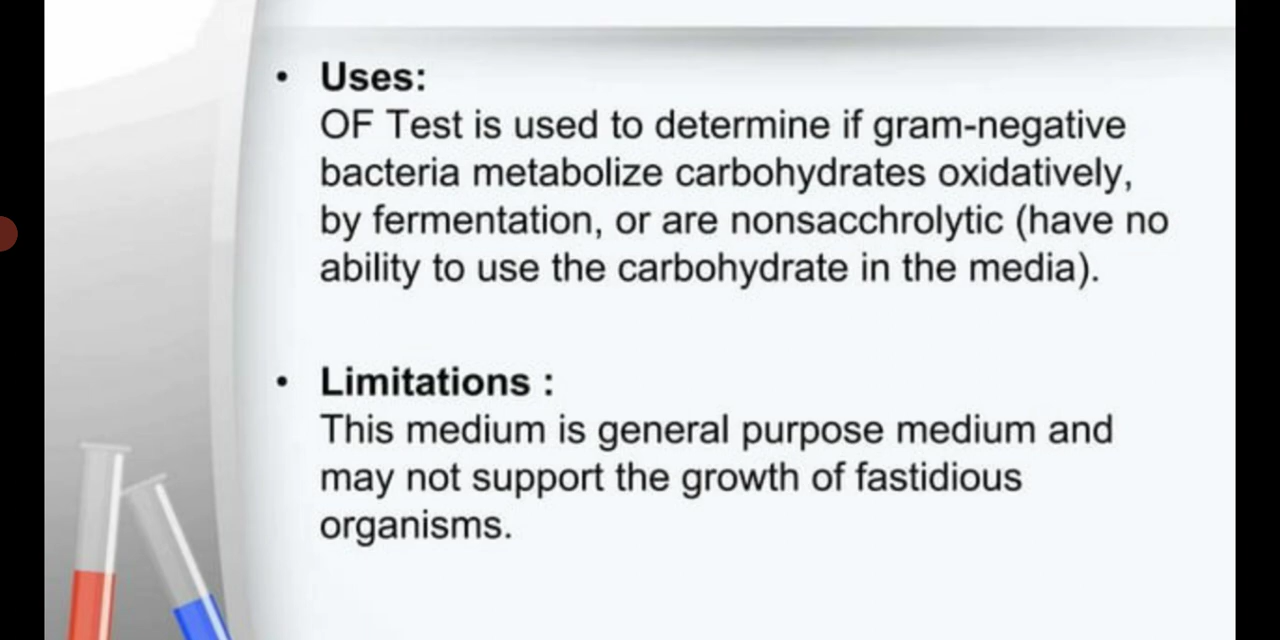 • Uses:
OF Test is used to determine if gram-negative
bacteria metabolize carbohydrates oxidatively,
by fermentation, or are nonsacchrolytic (have no
ability to use the carbohydrate in the media).
• Limitations :
This medium is general purpose medium and
may not support the growth of fastidious
organisms.